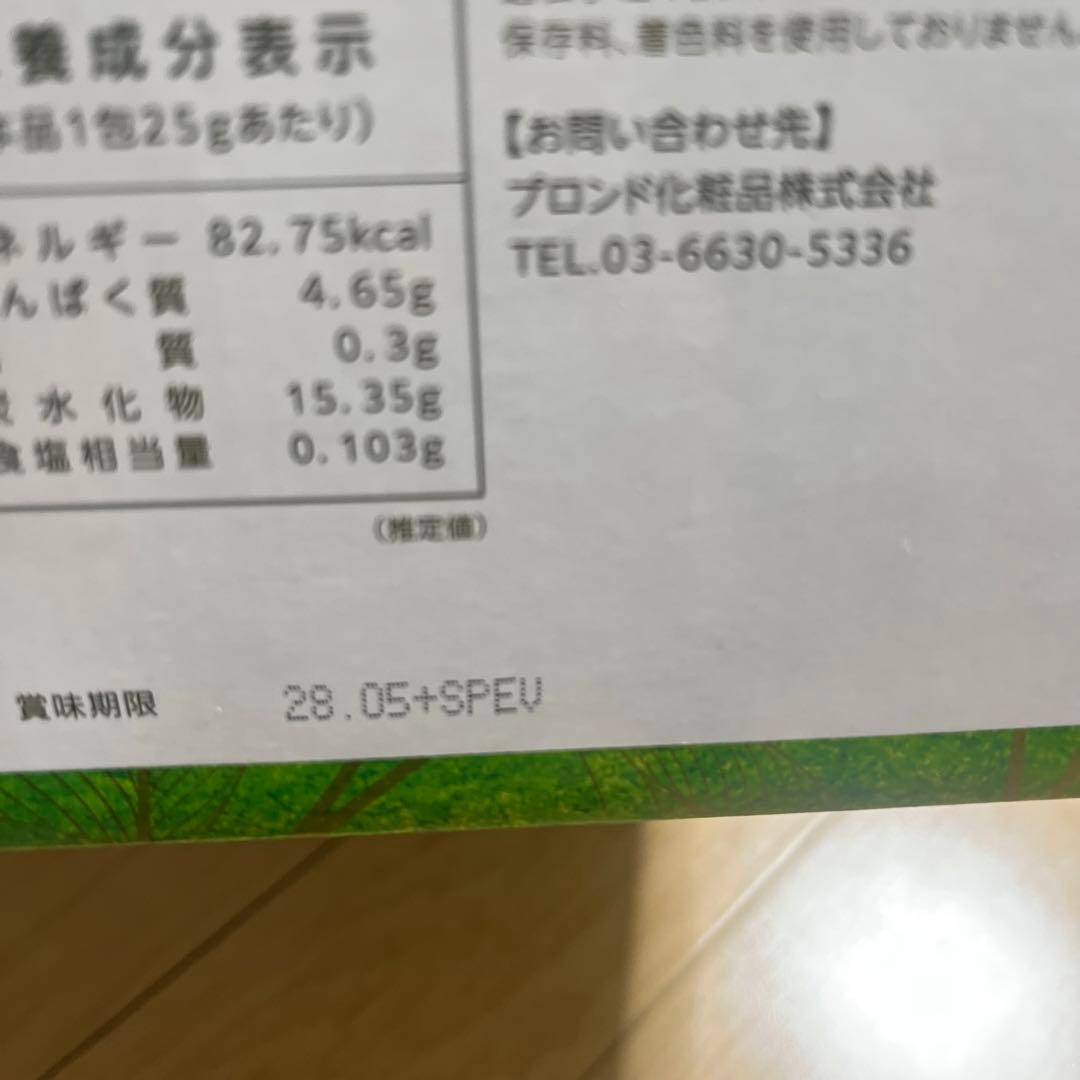 養成分表示
品1包25gあたり)
ネルギー 82.75kcal
んぱく質 4.65g
質 0.3g
水化物 15.35g
食塩相当量 0.103g
(推定値)
保存料、着色料を使用しておりません
【お問い合わせ先】
ブロンド化粧品株式会社
TEL.03-6630-5336
賞味期限 28.05+SPEV